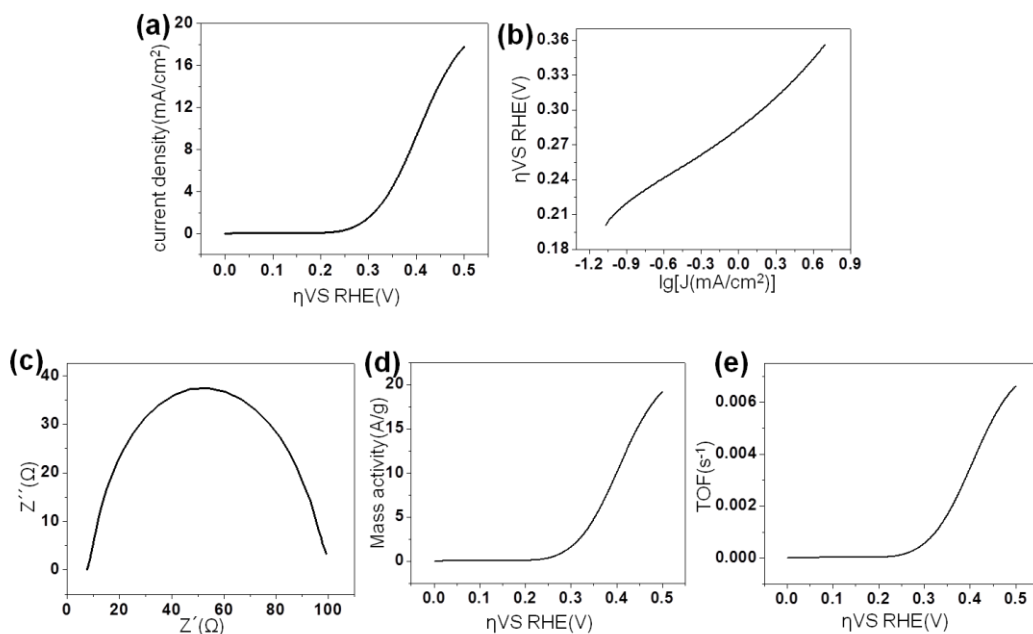 (a)
current density(mA/cm²)
20
16
12
8
4
0
0.0 0.1 0.2 0.3 0.4 0.5
ηVS RHE(V)
(b)
ηVS RHE(V)
0.36
0.33
0.30
0.27
0.24
0.21
0.18
-1.2 -0.9 -0.6 -0.3 0.0 0.3 0.6 0.9
lg[J(mA/cm²)]
(c)
Z´´(Ω)
40
30
20
10
0
0 20 40 60 80 100
Z´(Ω)
(d)
Mass activity(A/g)
20
15
10
5
0
0.0 0.1 0.2 0.3 0.4 0.5
ηVS RHE(V)
(e)
TOF(s⁻¹)
0.006
0.004
0.002
0.000
0.0 0.1 0.2 0.3 0.4 0.5
ηVS RHE(V)